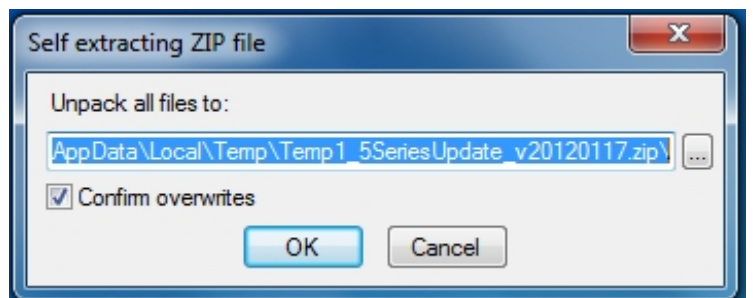 Self extracting ZIP file
Unpack all files to:
AppData\Local\Temp\Temp1_5SeriesUpdate_v20120117.zip\
...
Confirm overwrites
OK Cancel